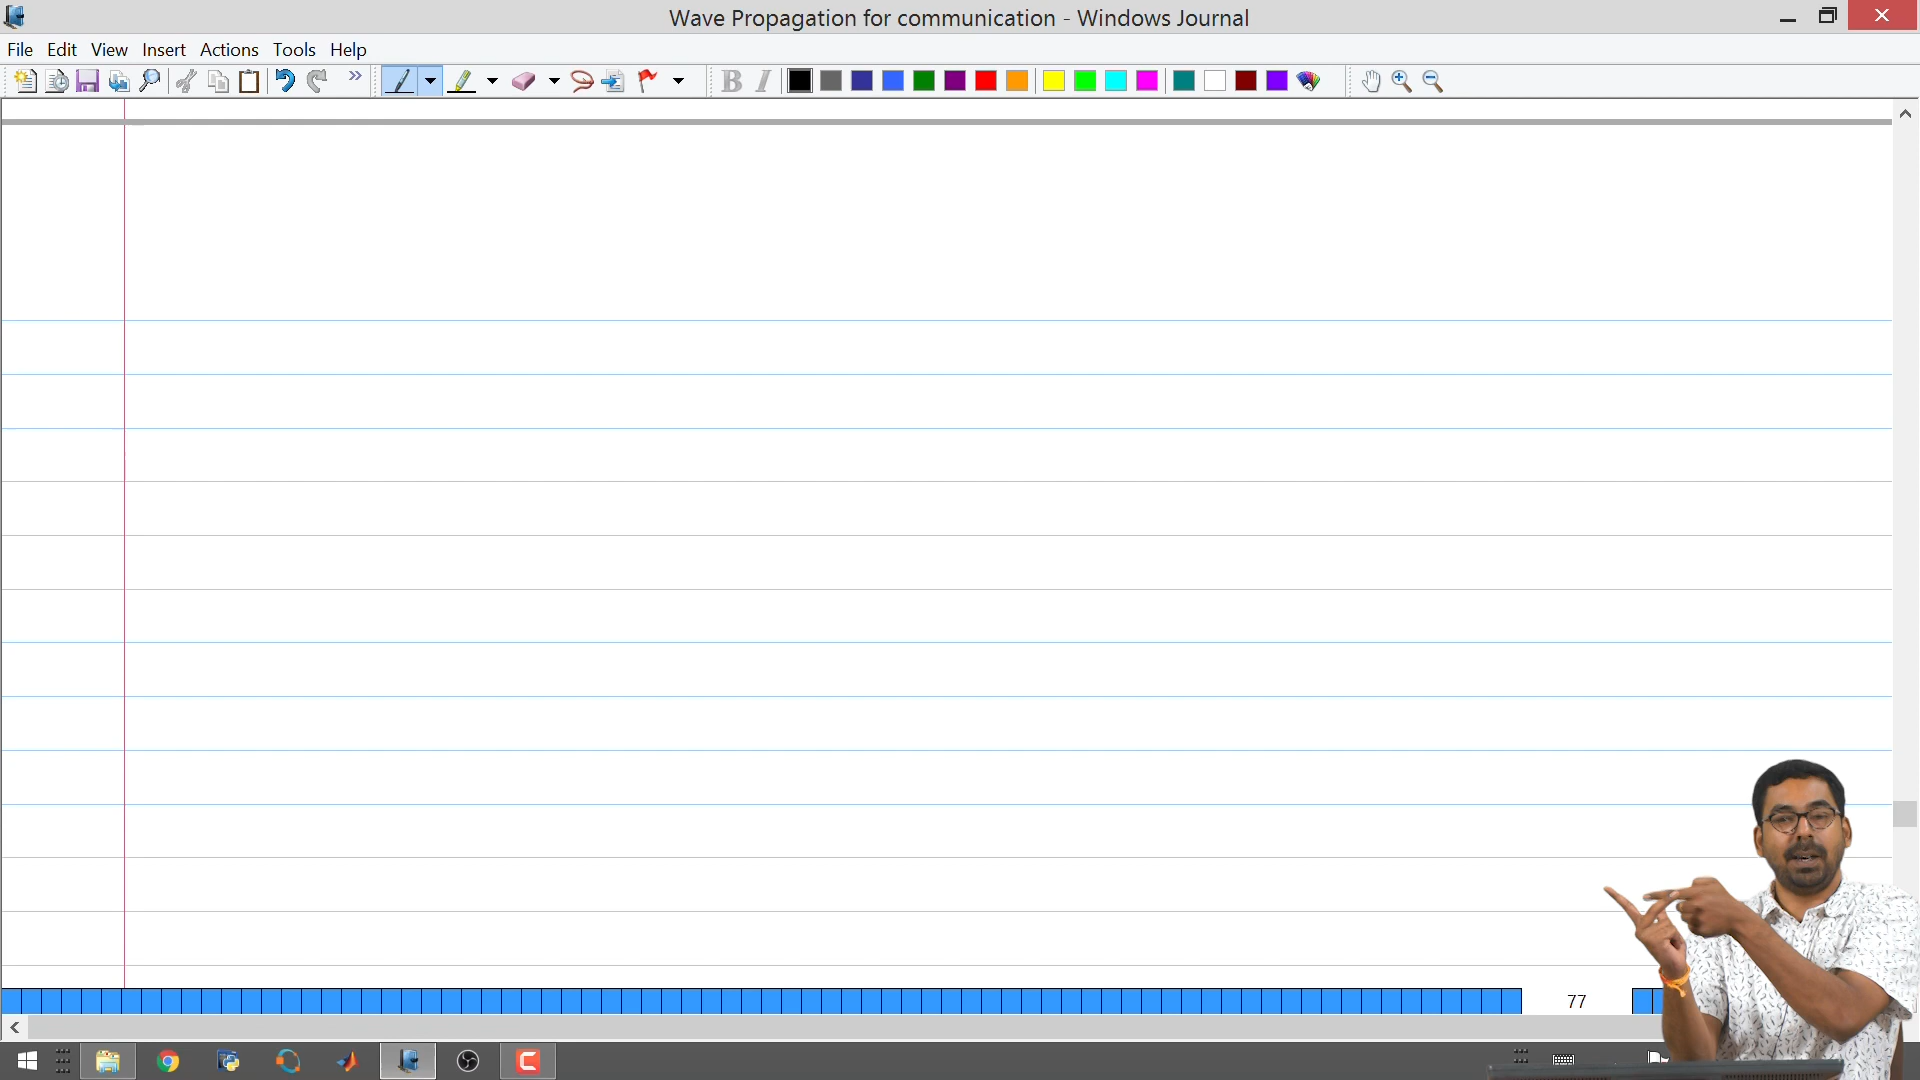 Wave Propagation for communication - Windows Journal
File Edit View Insert Actions Tools Help
B I
77